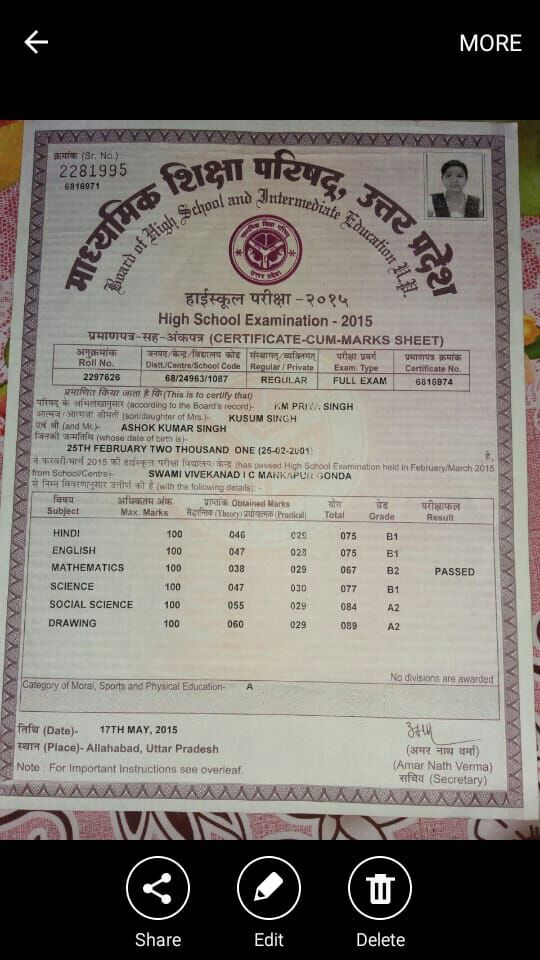 MORE
क्रमांक (Sr. No.)
2281995
6816971
माध्यमिक शिक्षा परिषद्, उत्तर प्रदेश
Board of High School and Intermediate Education U.P.
माध्यमिक शिक्षा परिषद्
उत्तर प्रदेश
हाईस्कूल परीक्षा -२०१५
High School Examination - 2015
प्रमाणपत्र-सह-अंकपत्र (CERTIFICATE-CUM-MARKS SHEET)
अनुक्रमांक जनपद/केन्द्र/विद्यालय कोड संस्थागत/व्यक्तिगत परीक्षा प्रवर्ग प्रमाणपत्र क्रमांक
Roll No. Distt./Centre/School Code Regular / Private Exam. Type Certificate No.
2297626 68/24963/1087 REGULAR FULL EXAM 6816974
प्रमाणित किया जाता है कि (This is to certify that)
परिषद् के अभिलेखानुसार (according to the Board's record)- KM PRIYA SINGH
आत्मज/आत्मजा श्रीमती (son/daughter of Mrs.)- KUSUM SINGH
एवं श्री (and Mr.)- ASHOK KUMAR SINGH
जिनकी जन्मतिथि (whose date of birth is)-
25TH FEBRUARY TWO THOUSAND ONE (25-02-2001) है,
ने फरवरी/मार्च 2015 की हाईस्कूल परीक्षा विद्यालय/केन्द्र (has passed High School Examination held in February/March 2015
from School/Centre)- SWAMI VIVEKANAD I C MANKAPUR GONDA
से निम्न विवरणानुसार उत्तीर्ण की है (with the following details): -
विषय अधिकतम अंक प्राप्तांक Obtained Marks योग ग्रेड परीक्षाफल
Subject Max. Marks सैद्धान्तिक (Theory) प्रयोगात्मक (Practical) Total Grade Result
HINDI 100 046 029 075 B1
ENGLISH 100 047 028 075 B1
MATHEMATICS 100 038 029 067 B2 PASSED
SCIENCE 100 047 030 077 B1
SOCIAL SCIENCE 100 055 029 084 A2
DRAWING 100 060 029 089 A2
No divisions are awarded
Category of Moral, Sports and Physical Education- A
तिथि (Date)- 17TH MAY, 2015
स्थान (Place)- Allahabad, Uttar Pradesh
Note : For Important Instructions see overleaf.
(अमर नाथ वर्मा)
(Amar Nath Verma)
सचिव (Secretary)
Share Edit Delete